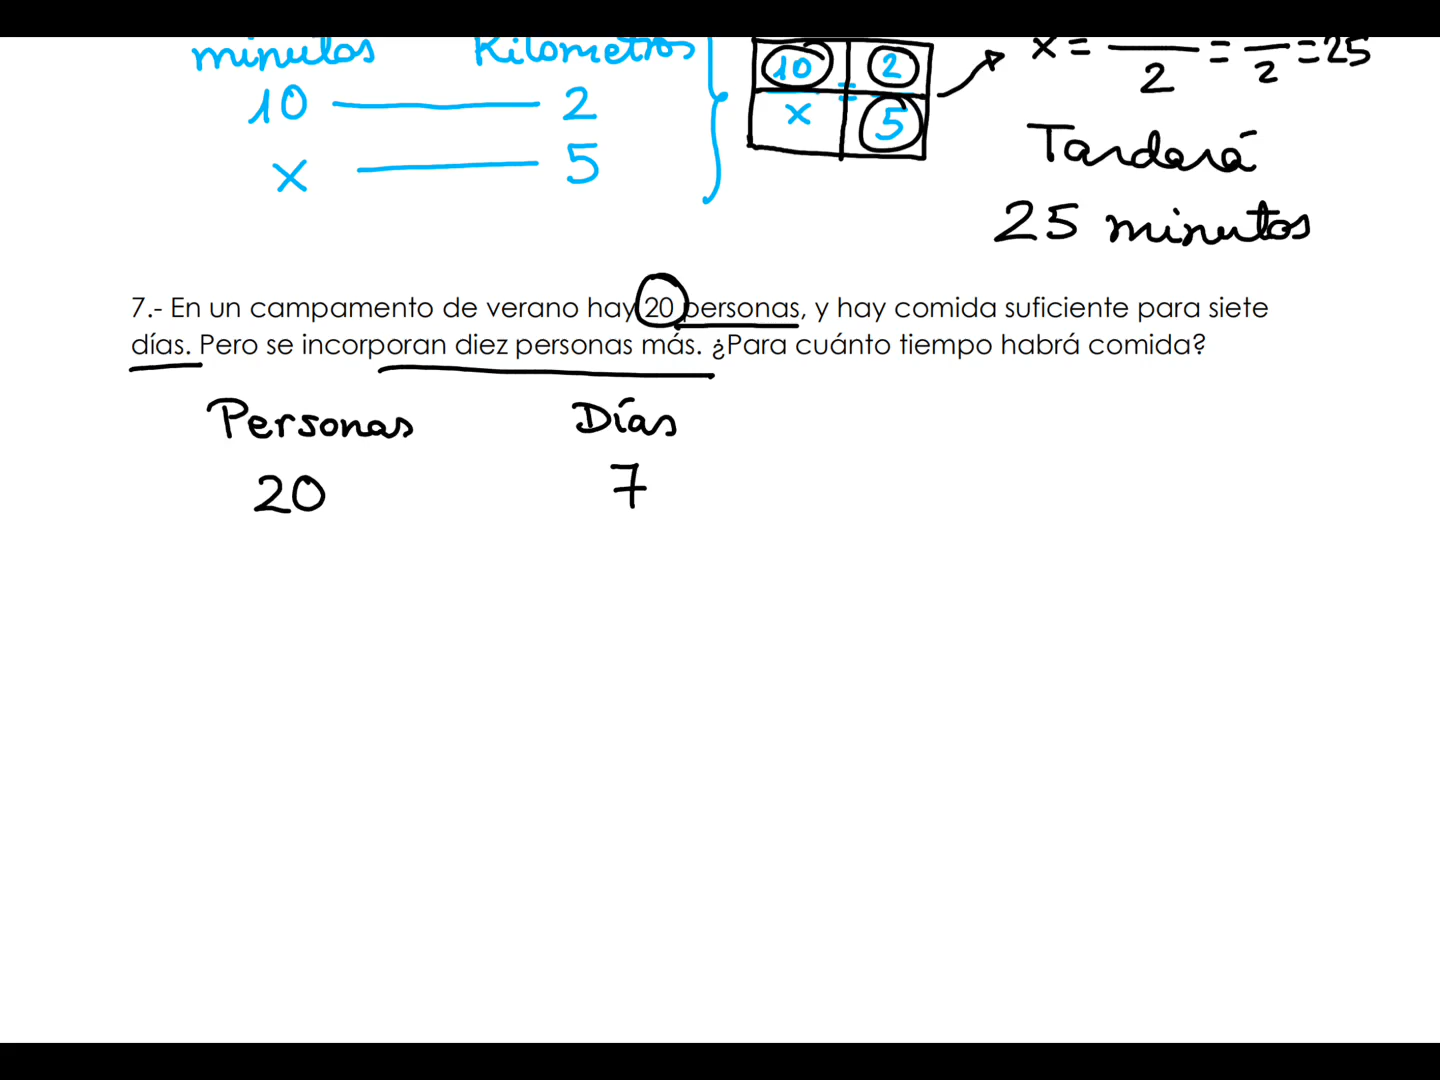 minutos Kilometros
10 2 x = — = — = 25
10 2 2 2
x 5
x 5 Tardará
25 minutos
7.- En un campamento de verano hay 20 personas, y hay comida suficiente para siete
días. Pero se incorporan diez personas más. ¿Para cuánto tiempo habrá comida?
Personas Días
20 7